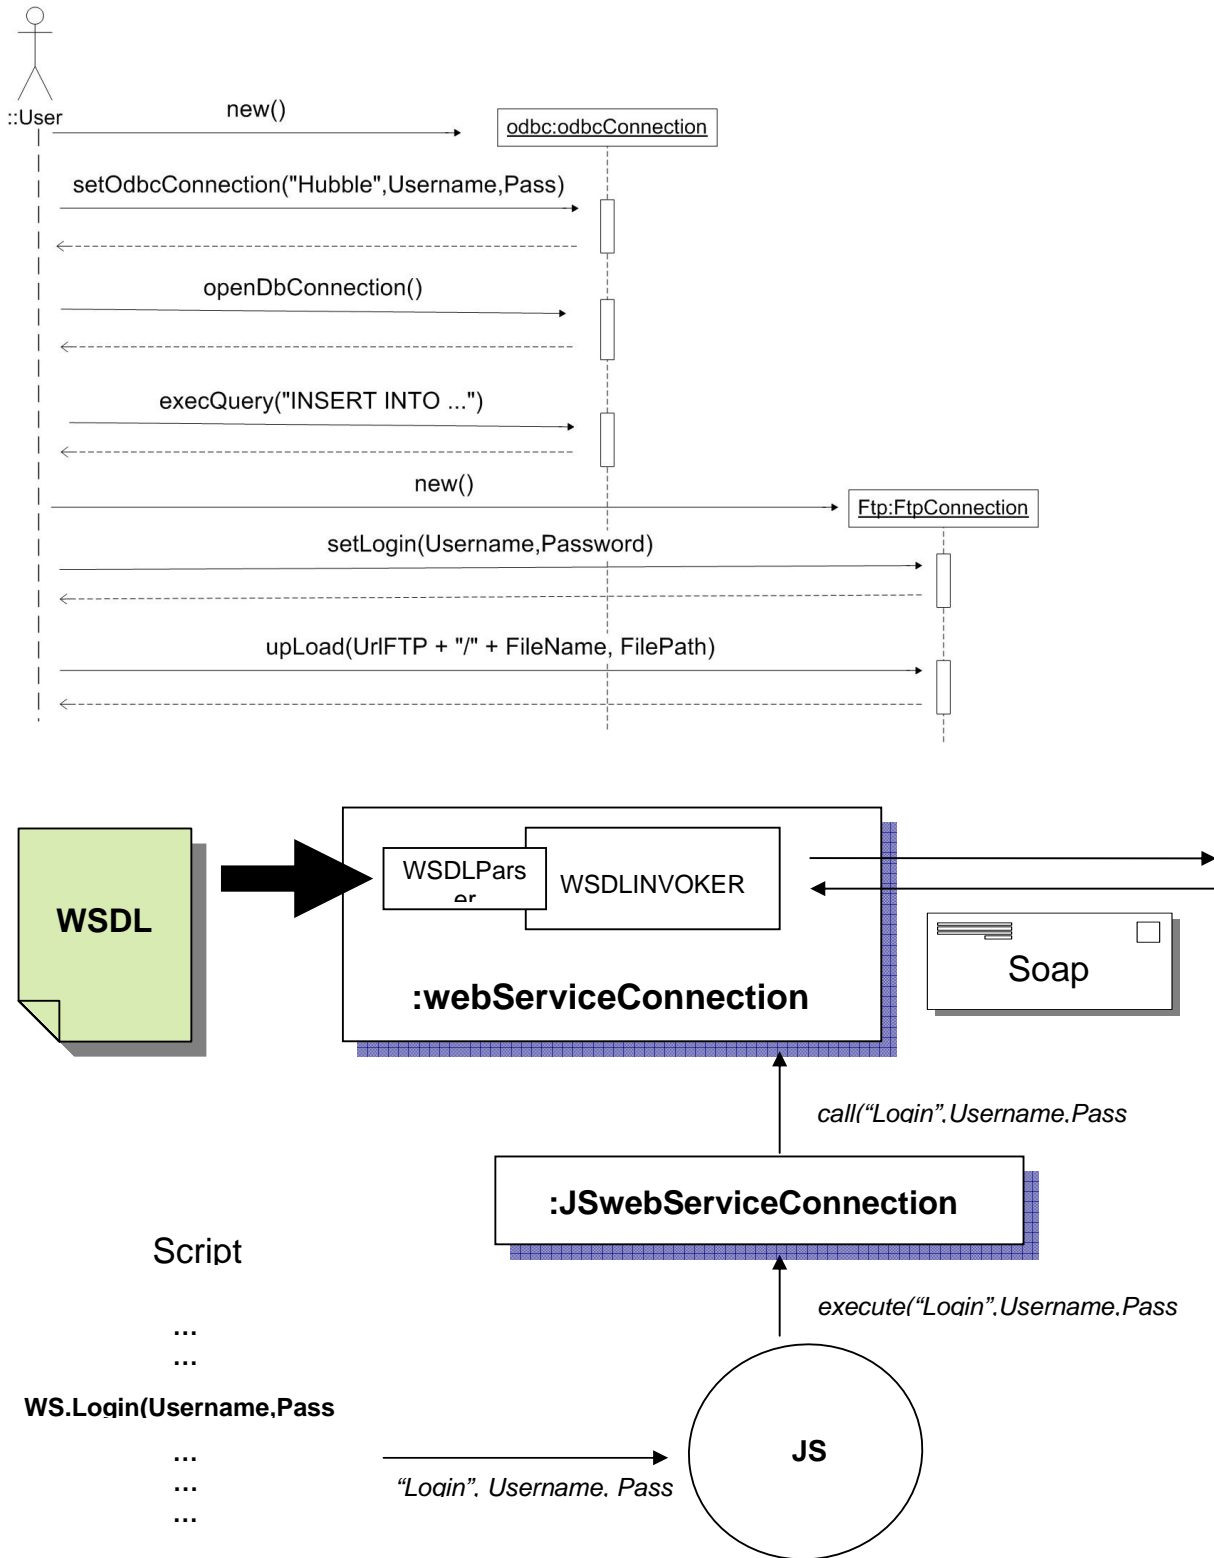 ::User
new()
odbc:odbcConnection
setOdbcConnection("Hubble",Username,Pass)
openDbConnection()
execQuery("INSERT INTO ...")
new()
Ftp:FtpConnection
setLogin(Username,Password)
upLoad(UrlFTP + "/" + FileName, FilePath)
WSDL
WSDLPars
er
WSDLINVOKER
:webServiceConnection
Soap
call(“Login”,Username,Pass
:JSwebServiceConnection
Script
execute(“Login”,Username,Pass
...
...
WS.Login(Username,Pass
...
“Login”, Username, Pass
JS
...
...